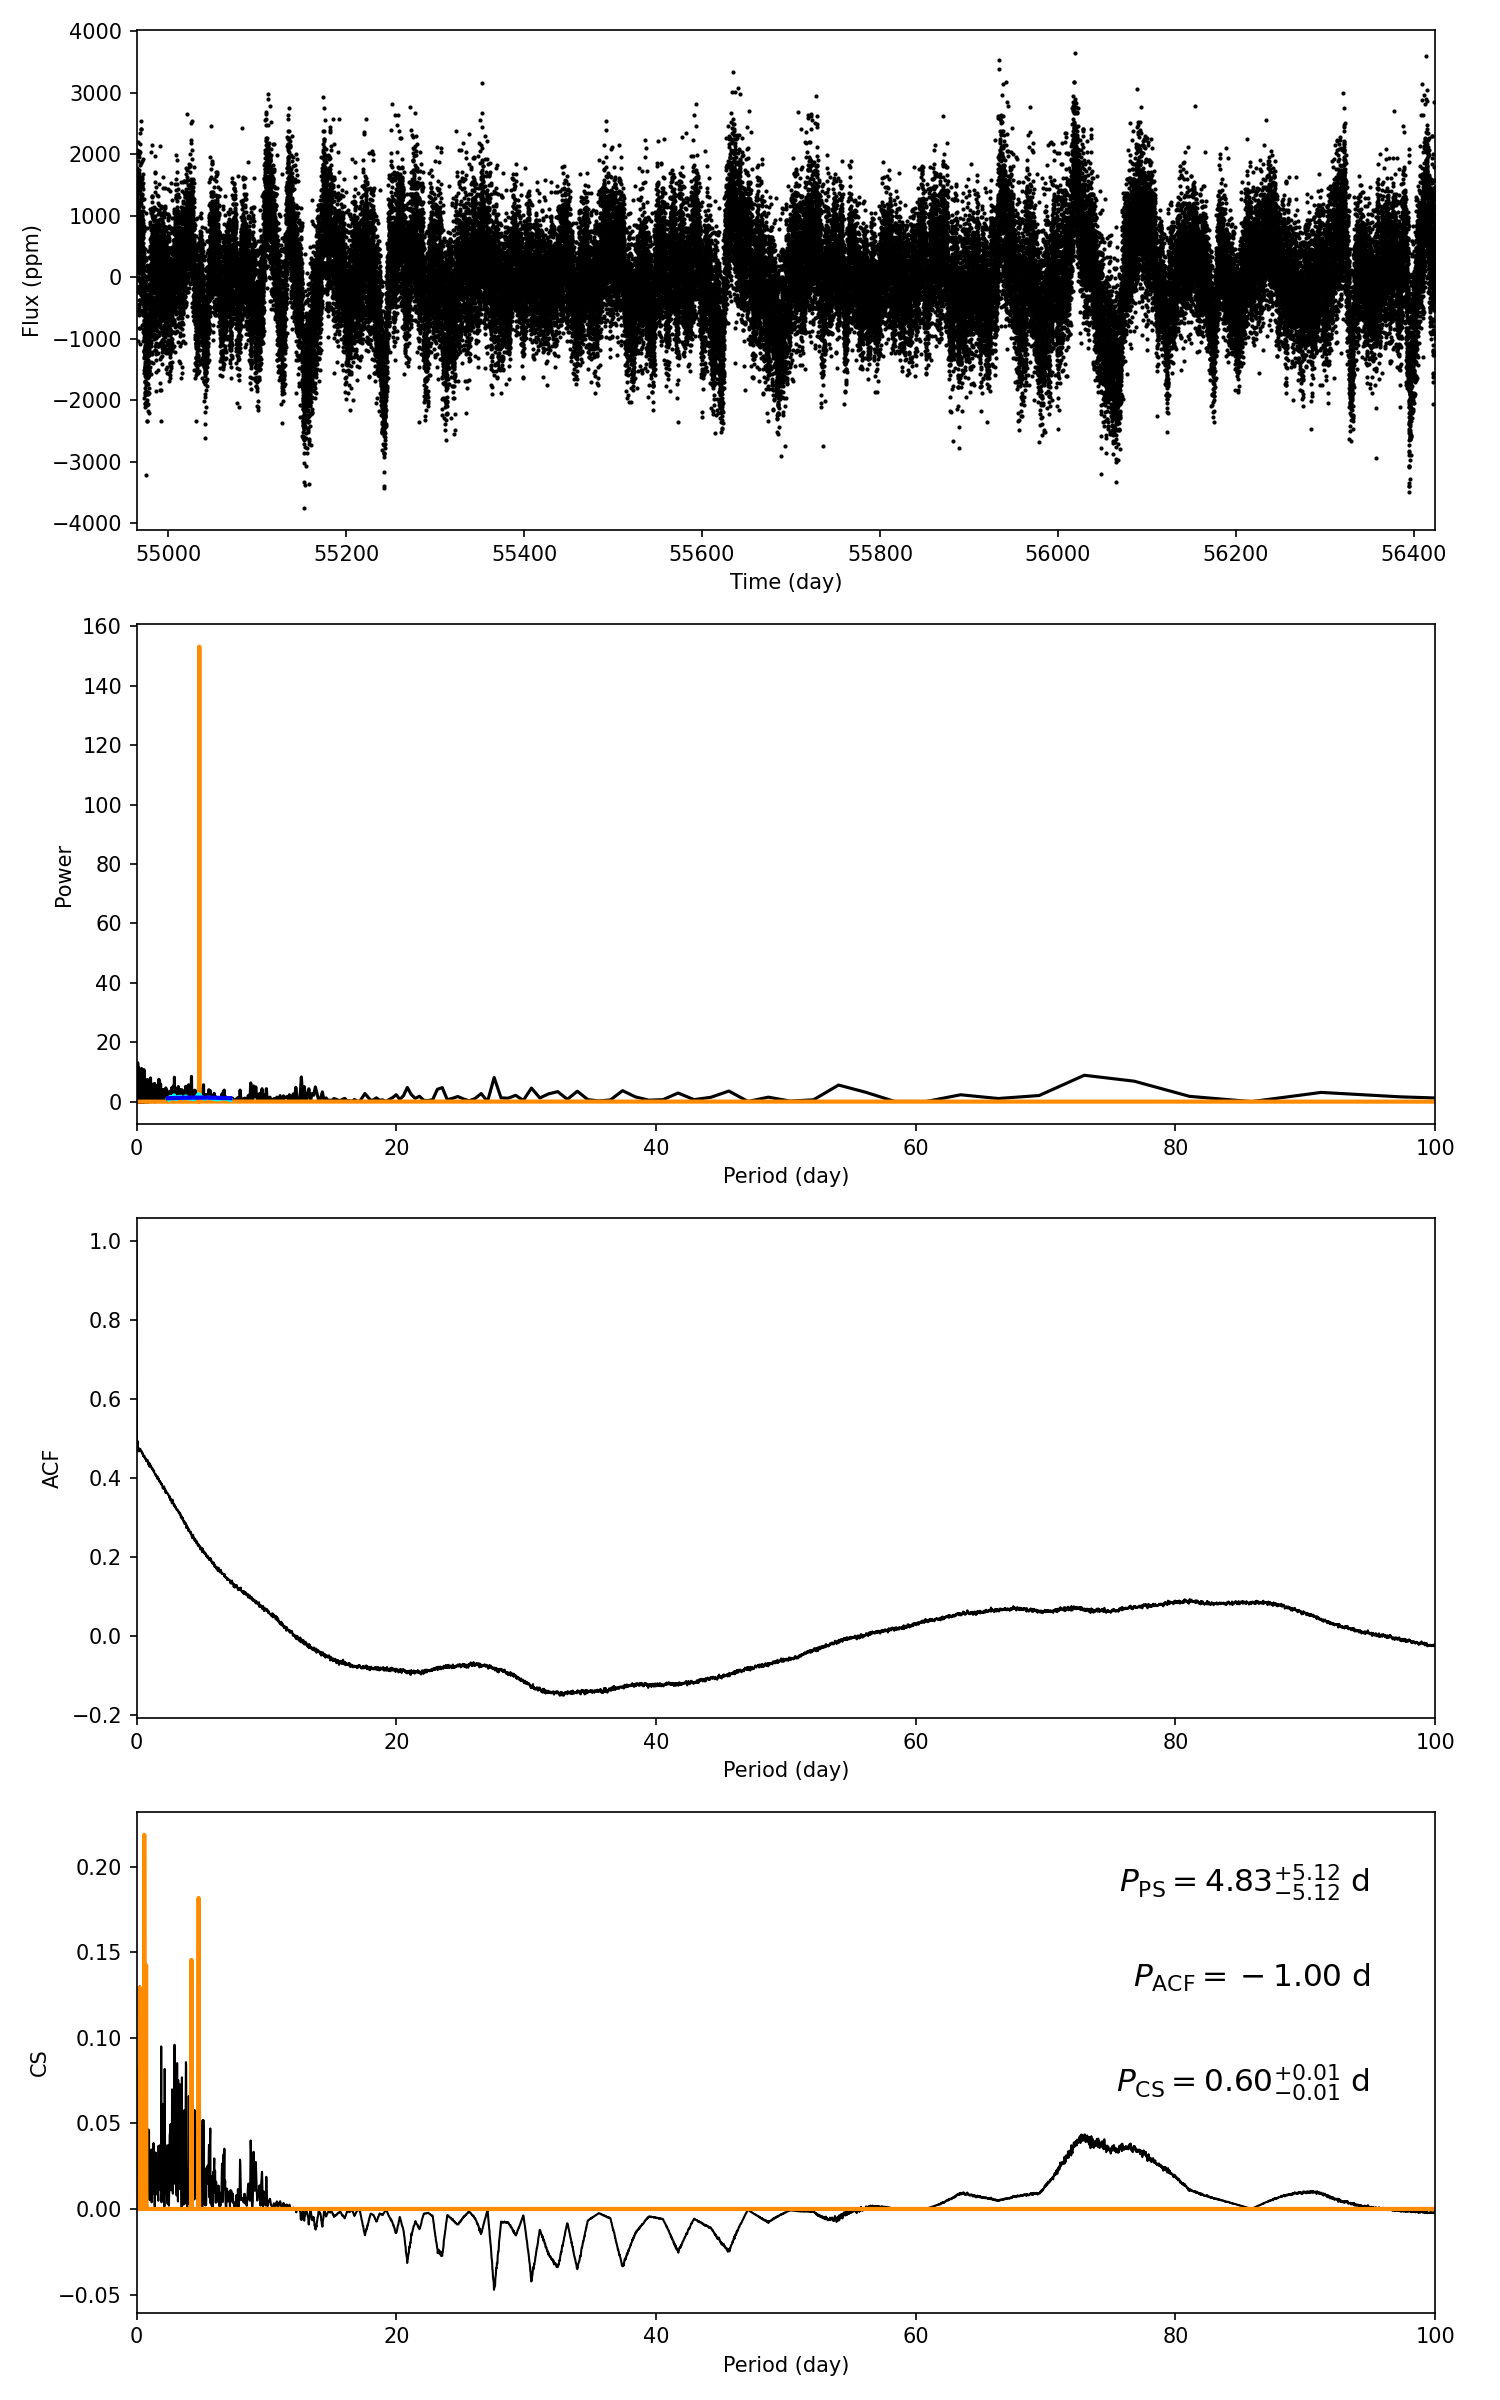 4000
3000
2000
1000
0
−1000
−2000
−3000
−4000
Flux (ppm)
55000 55200 55400 55600 55800 56000 56200 56400
Time (day)
160
140
120
100
80
60
40
20
0
Power
0 20 40 60 80 100
Period (day)
1.0
0.8
0.6
0.4
0.2
0.0
−0.2
ACF
0 20 40 60 80 100
Period (day)
0.20
0.15
0.10
0.05
0.00
−0.05
CS
P_PS = 4.83^{+5.12}_{−5.12} d
P_ACF = −1.00 d
P_CS = 0.60^{+0.01}_{−0.01} d
0 20 40 60 80 100
Period (day)